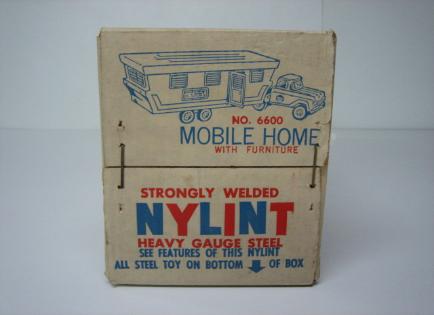 NO. 6600
MOBILE HOME
WITH FURNITURE
STRONGLY WELDED
NYLINT
HEAVY GAUGE STEEL
SEE FEATURES OF THIS NYLINT
ALL STEEL TOY ON BOTTOM OF BOX